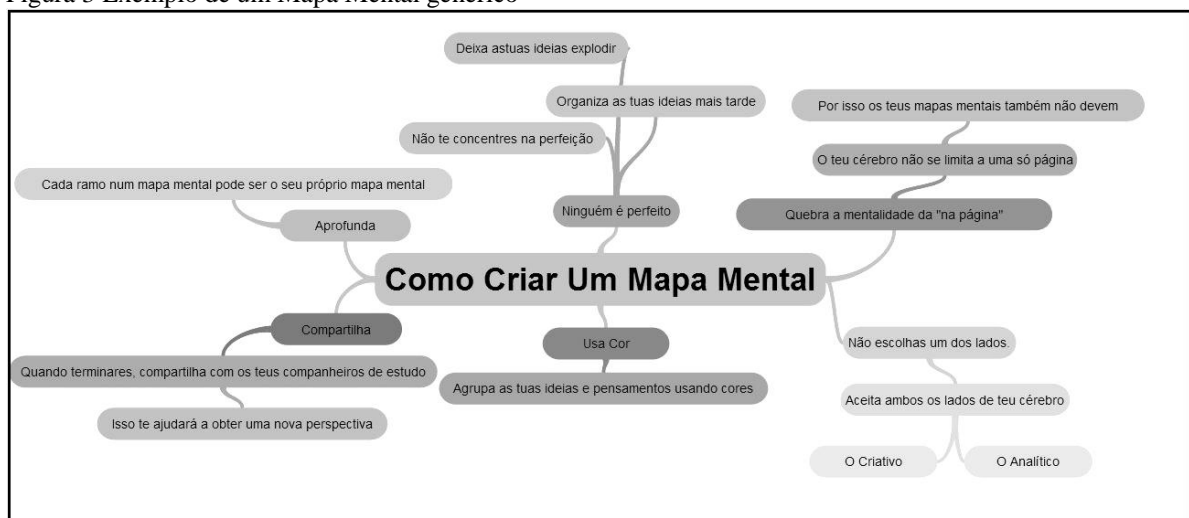 Figura 3 Exemplo de um Mapa Mental genérico
Deixa astuas ideias explodir
Organiza as tuas ideias mais tarde
Não te concentres na perfeição
Ninguém é perfeito
Por isso os teus mapas mentais também não devem
O teu cérebro não se limita a uma só página
Quebra a mentalidade da "na página"
Cada ramo num mapa mental pode ser o seu próprio mapa mental
Aprofunda
Como Criar Um Mapa Mental
Compartilha
Quando terminares, compartilha com os teus companheiros de estudo
Isso te ajudará a obter uma nova perspectiva
Usa Cor
Agrupa as tuas ideias e pensamentos usando cores
Não escolhas um dos lados.
Aceita ambos os lados de teu cérebro
O Criativo
O Analítico